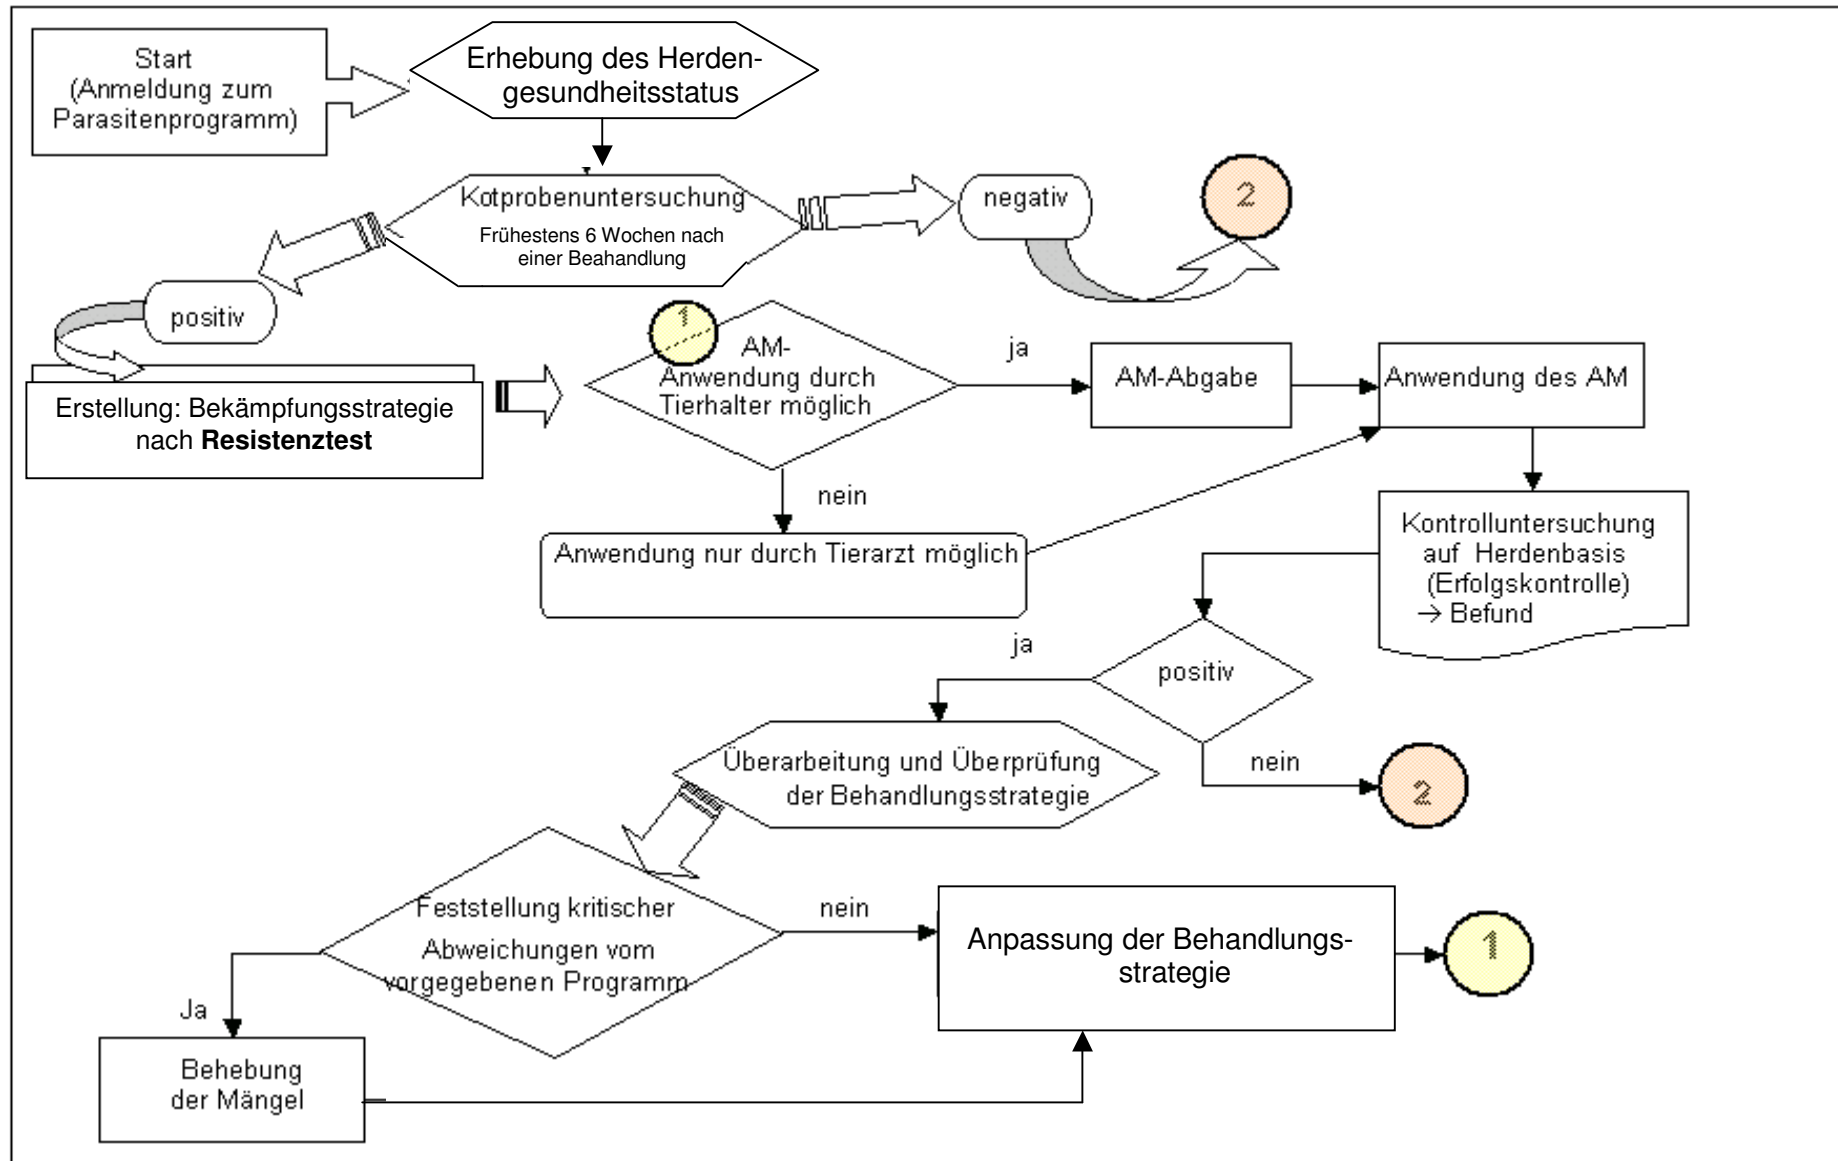 Start
(Anmeldung zum
Parasitenprogramm)
Erhebung des Herden-
gesundheitsstatus
Kotprobenuntersuchung
Frühestens 6 Wochen nach
einer Beahandlung
negativ
2
positiv
Erstellung: Bekämpfungsstrategie
nach Resistenztest
1
AM-
Anwendung durch
Tierhalter möglich
ja
AM-Abgabe
Anwendung des AM
nein
Anwendung nur durch Tierarzt möglich
Kontrolluntersuchung
auf Herdenbasis
(Erfolgskontrolle)
→ Befund
positiv
ja
nein
2
Überarbeitung und Überprüfung
der Behandlungsstrategie
Feststellung kritischer
Abweichungen vom
vorgegebenen Programm
nein
Anpassung der Behandlungs-
strategie
1
Ja
Behebung
der Mängel